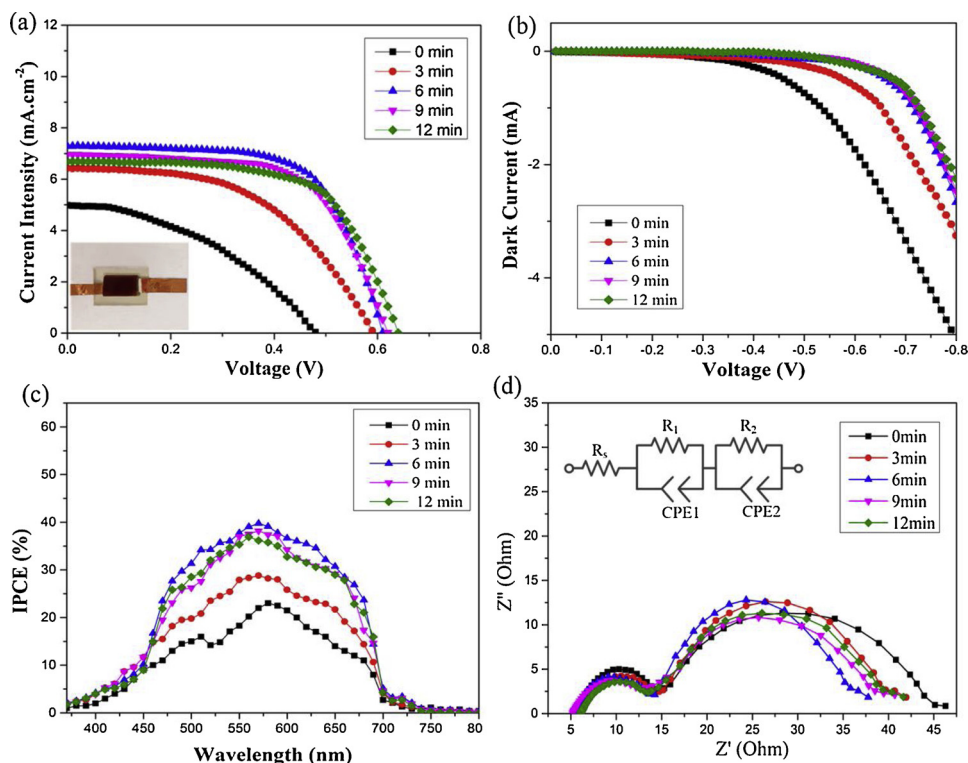 (a)
12
10
8
6
4
2
0
Current Intensity (mA.cm⁻²)
0 min
3 min
6 min
9 min
12 min
0.0 0.2 0.4 0.6 0.8
Voltage (V)
(b)
0
-2
-4
Dark Current (mA)
0 min
3 min
6 min
9 min
12 min
0.0 -0.1 -0.2 -0.3 -0.4 -0.5 -0.6 -0.7 -0.8
Voltage (V)
(c)
60
50
40
30
20
10
0
IPCE (%)
0 min
3 min
6 min
9 min
12 min
400 450 500 550 600 650 700 750 800
Wavelength (nm)
(d)
35
30
25
20
15
10
5
0
Z'' (Ohm)
Rs
R1
R2
CPE1
CPE2
0min
3min
6min
9min
12min
5 10 15 20 25 30 35 40 45
Z' (Ohm)